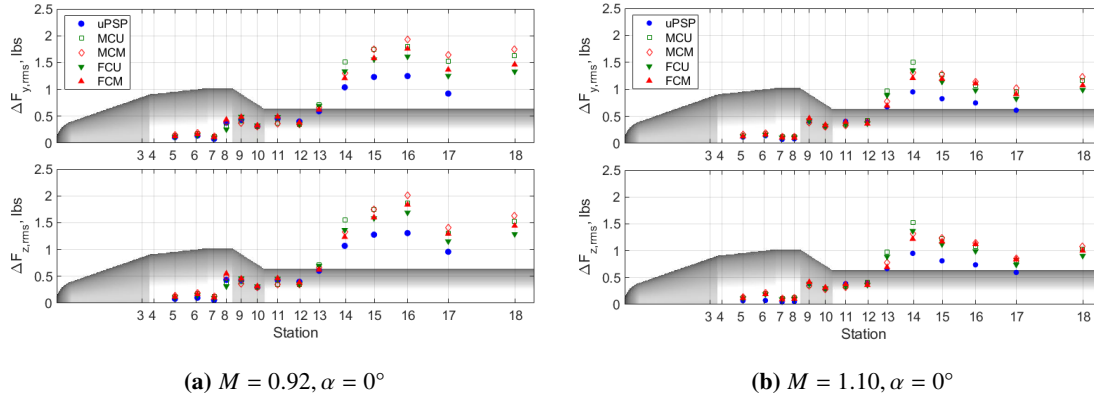 2.5
2
1.5
1
0.5
0
ΔF_{y,rms}, lbs
uPSP
MCU
MCM
FCU
FCM
3 4 5 6 7 8 9 10 11 12 13 14 15 16 17 18
2.5
2
1.5
1
0.5
0
ΔF_{z,rms}, lbs
3 4 5 6 7 8 9 10 11 12 13 14 15 16 17 18
Station
(a) M = 0.92, α = 0°
2.5
2
1.5
1
0.5
0
ΔF_{y,rms}, lbs
uPSP
MCU
MCM
FCU
FCM
3 4 5 6 7 8 9 10 11 12 13 14 15 16 17 18
2.5
2
1.5
1
0.5
0
ΔF_{z,rms}, lbs
3 4 5 6 7 8 9 10 11 12 13 14 15 16 17 18
Station
(b) M = 1.10, α = 0°